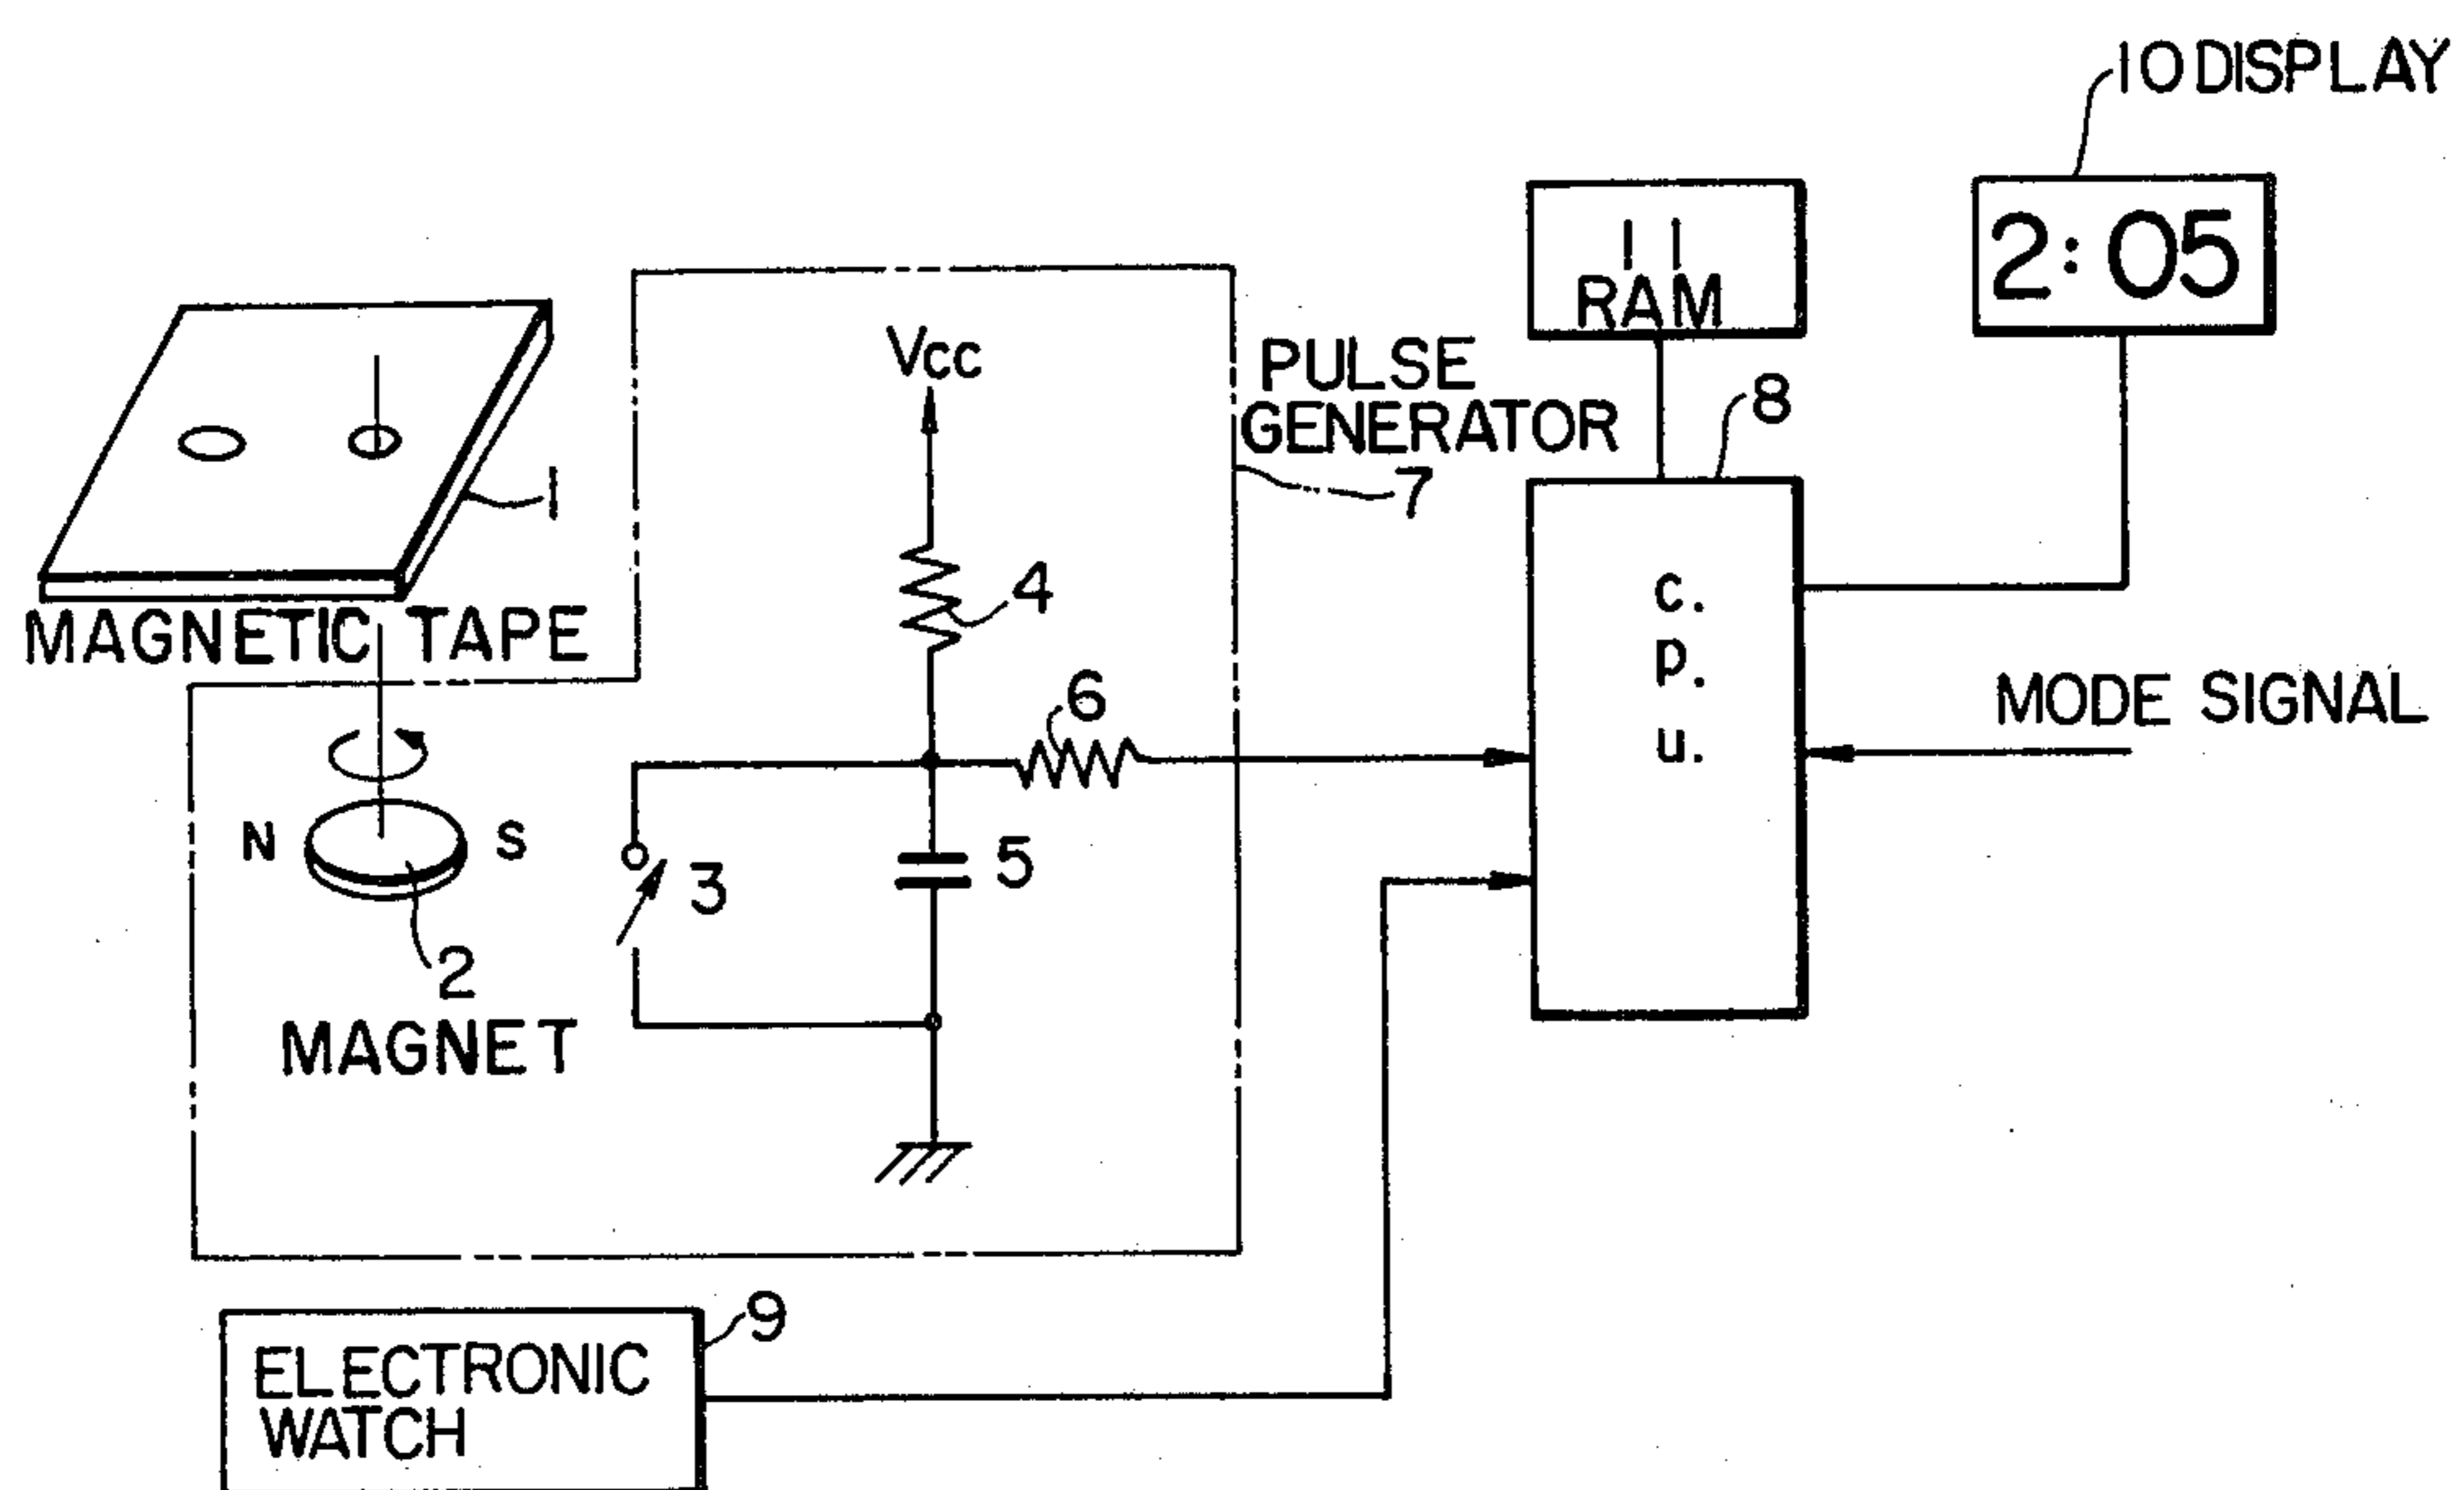 10 DISPLAY
2:05
11
RAM
VCC
PULSE
GENERATOR
8
7
1
4
MAGNETIC TAPE
c.
p.
u.
6
MODE SIGNAL
N
S
3
5
2
MAGNET
9
ELECTRONIC
WATCH